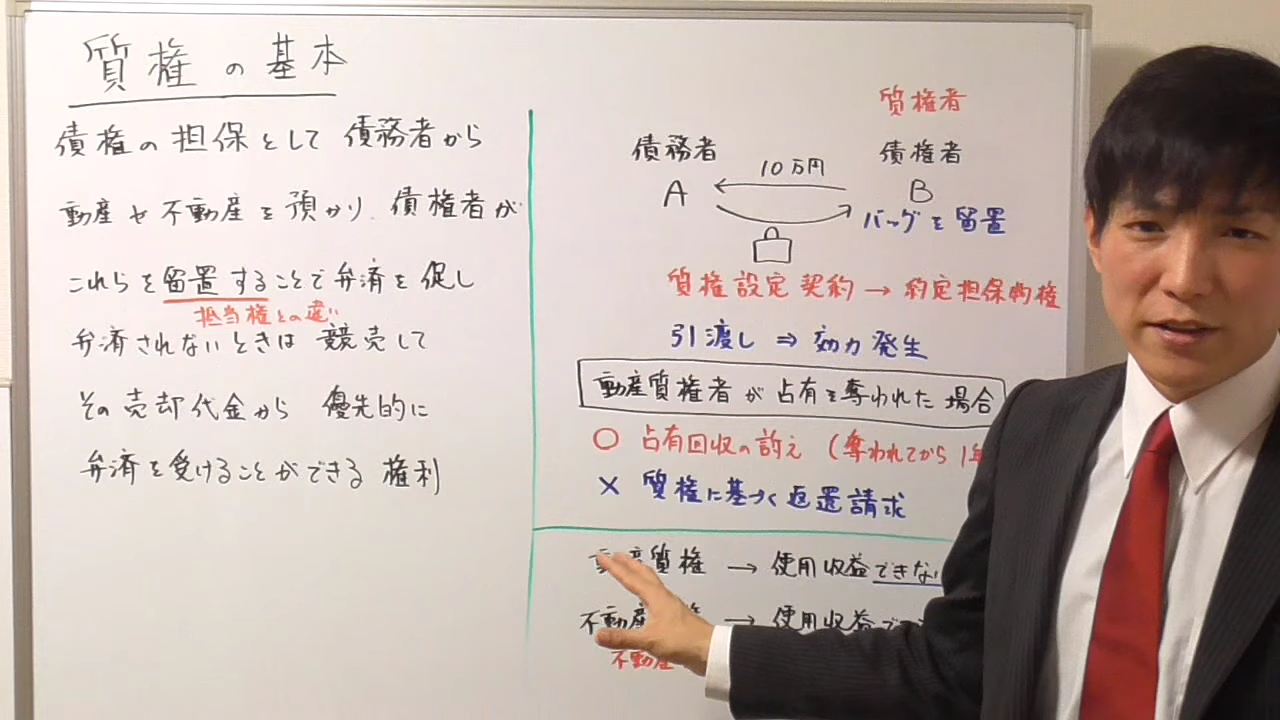 質権の基本
債権の担保として債務者から
動産や不動産を預かり、債権者が
これらを留置することで弁済を促し
抵当権との違い
弁済されないときは競売して
その売却代金から優先的に
弁済を受けることができる権利
質権者
債務者
債権者
10万円
A
B
バッグを留置
質権設定契約→約定担保物権
引渡し⇒効力発生
動産質権者が占有を奪われた場合
○ 占有回収の訴え(奪われてから1年
× 質権に基づく返還請求
動産質権→使用収益できない
不動産 → 使用収益で
不動産